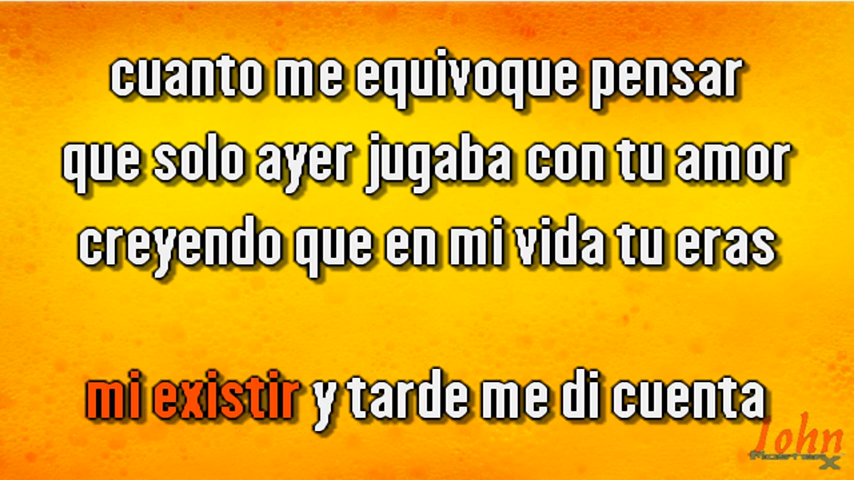 cuanto me equivoque pensar
que solo ayer jugaba con tu amor
creyendo que en mi vida tu eras
mi existir y tarde me di cuenta
John